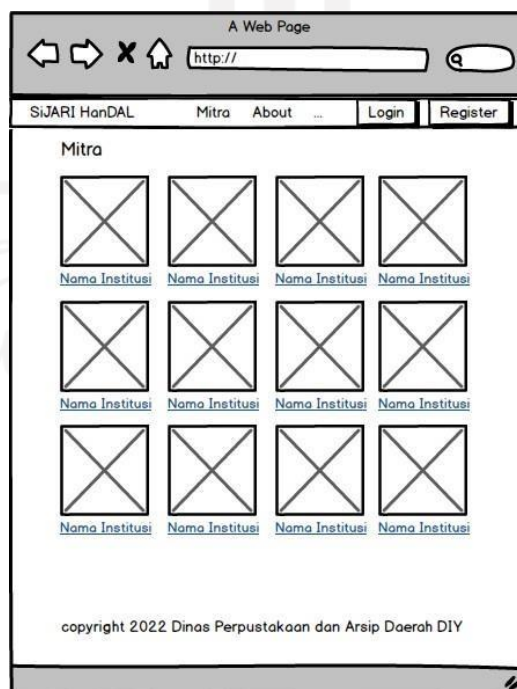 A Web Page
http://
SiJARI HanDAL Mitra About ... Login Register
Mitra
Nama Institusi Nama Institusi Nama Institusi Nama Institusi
Nama Institusi Nama Institusi Nama Institusi Nama Institusi
Nama Institusi Nama Institusi Nama Institusi Nama Institusi
copyright 2022 Dinas Perpustakaan dan Arsip Daerah DIY